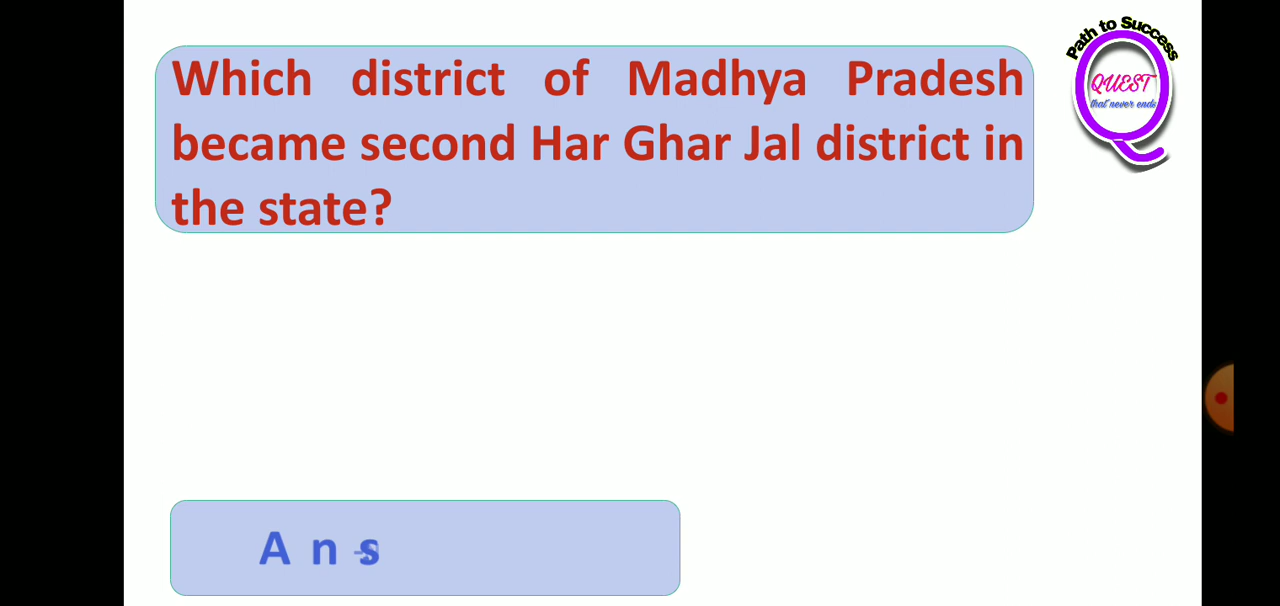 Path to Success
QUEST
that never ends
Which district of Madhya Pradesh
became second Har Ghar Jal district in
the state?
Ans